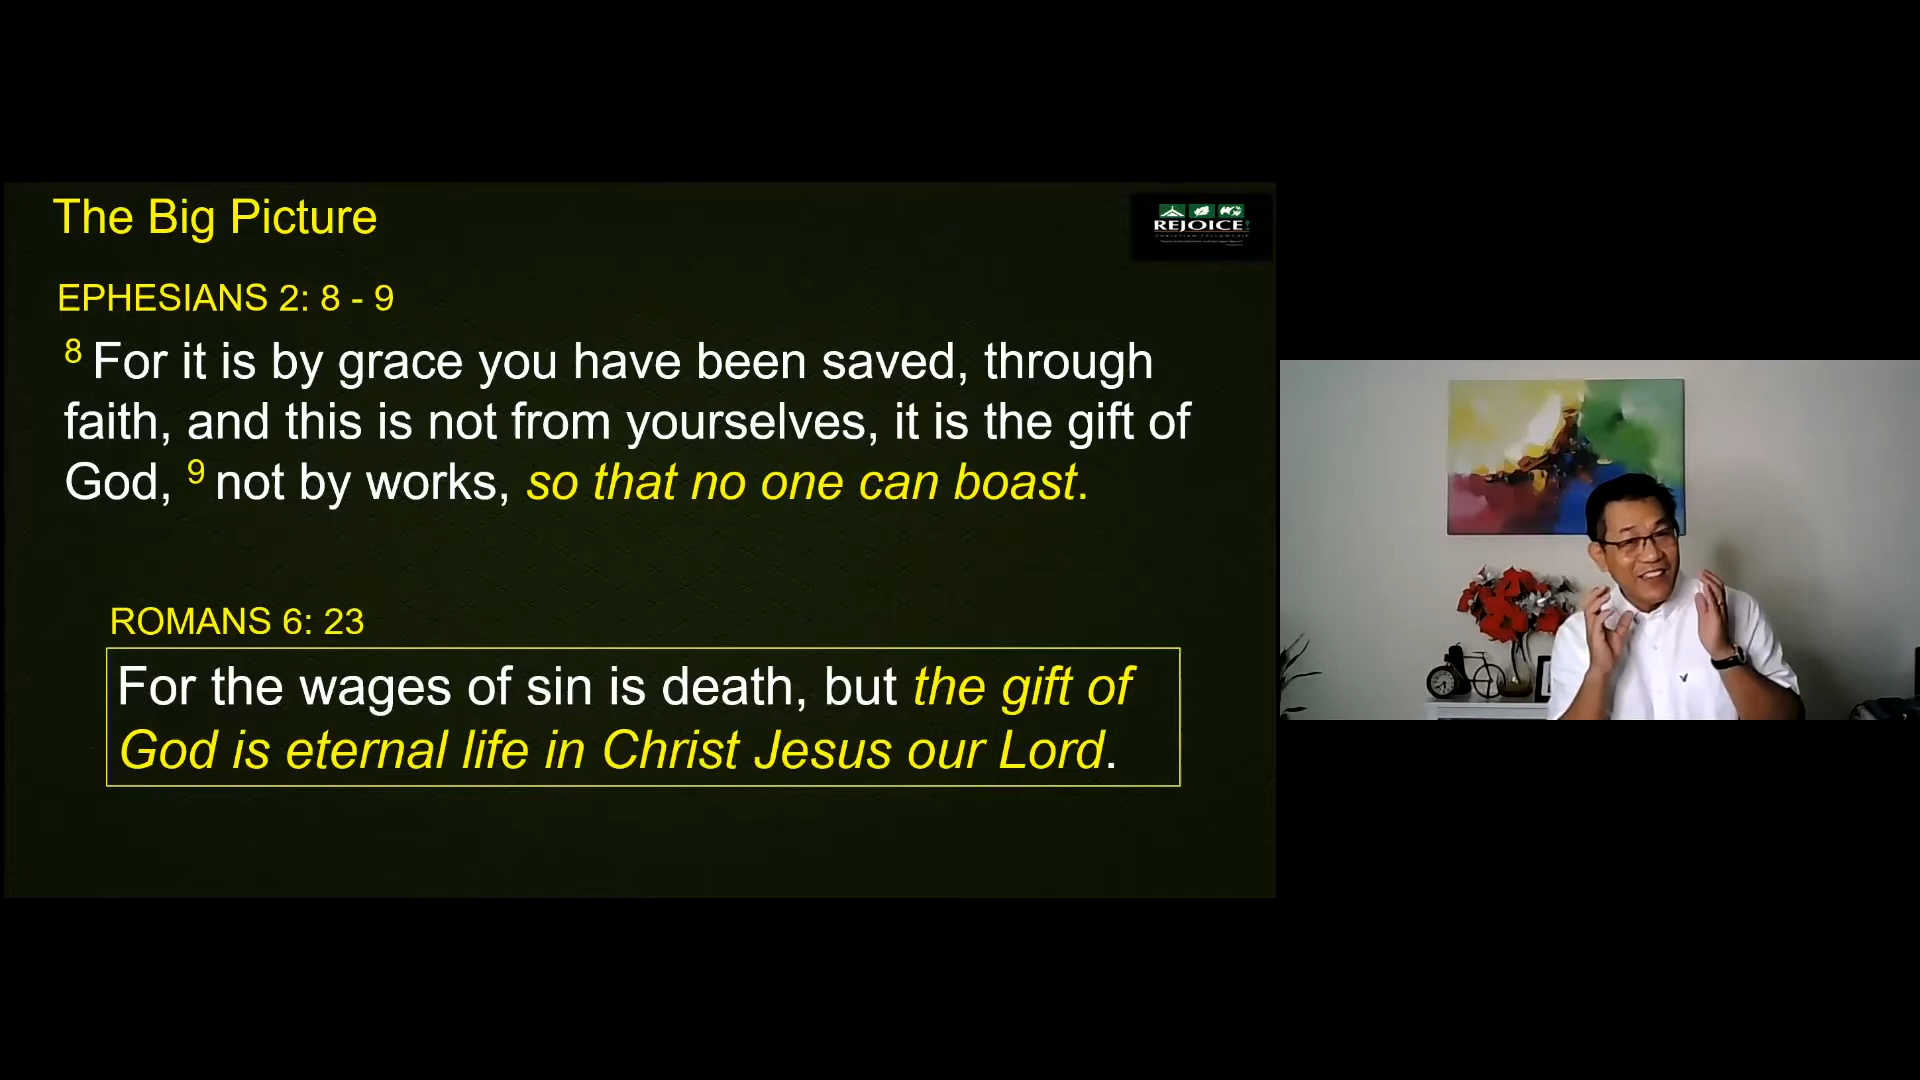 The Big Picture
REJOICE!
CHRISTIAN FELLOWSHIP
EPHESIANS 2: 8 - 9
8 For it is by grace you have been saved, through
faith, and this is not from yourselves, it is the gift of
God, 9 not by works, so that no one can boast.
ROMANS 6: 23
For the wages of sin is death, but the gift of
God is eternal life in Christ Jesus our Lord.